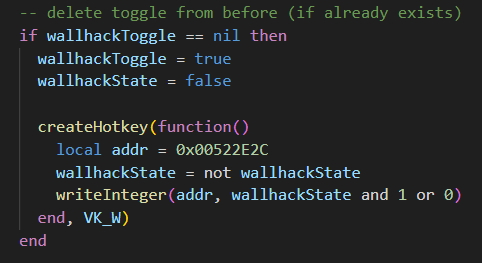 -- delete toggle from before (if already exists)
if wallhackToggle == nil then
  wallhackToggle = true
  wallhackState = false

  createHotkey(function()
    local addr = 0x00522E2C
    wallhackState = not wallhackState
    writeInteger(addr, wallhackState and 1 or 0)
  end, VK_W)
end